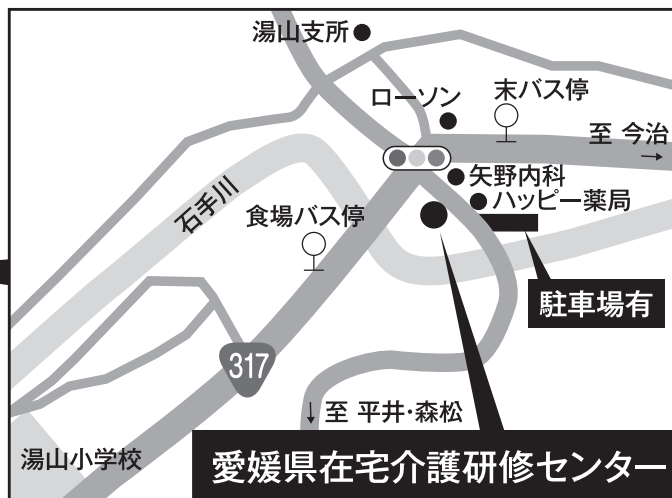 湯山支所
ローソン
末バス停
至 今治
→
矢野内科
ハッピー薬局
石手川
食場バス停
駐車場有
317
↓至 平井・森松
湯山小学校
愛媛県在宅介護研修センター